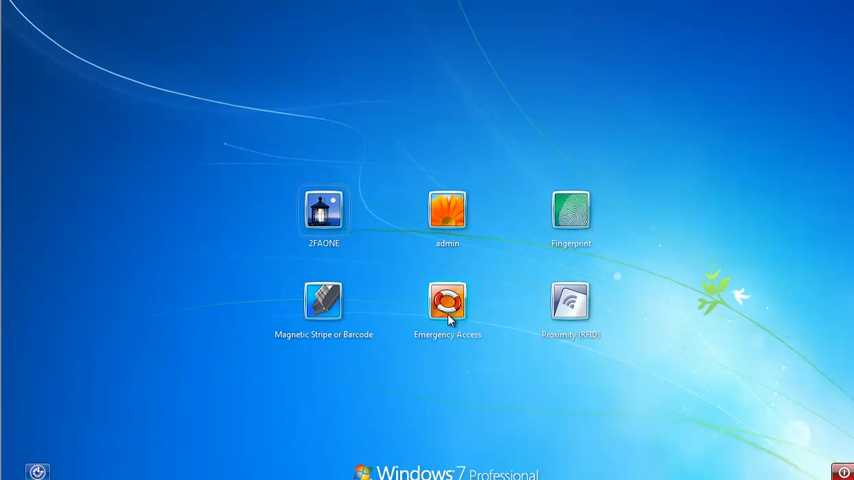 2FAONE
admin
Fingerprint
Magnetic Stripe or Barcode
Emergency Access
Proximity (RFID)
Windows 7 Professional